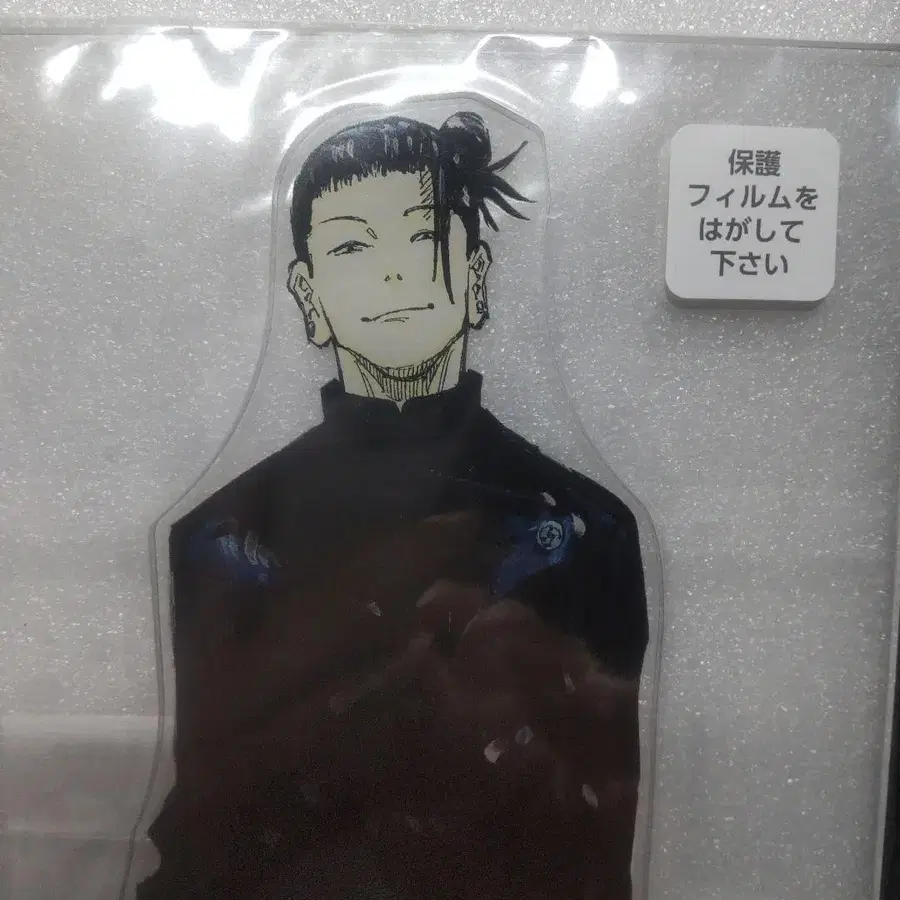 保護
フィルムを
はがして
下さい